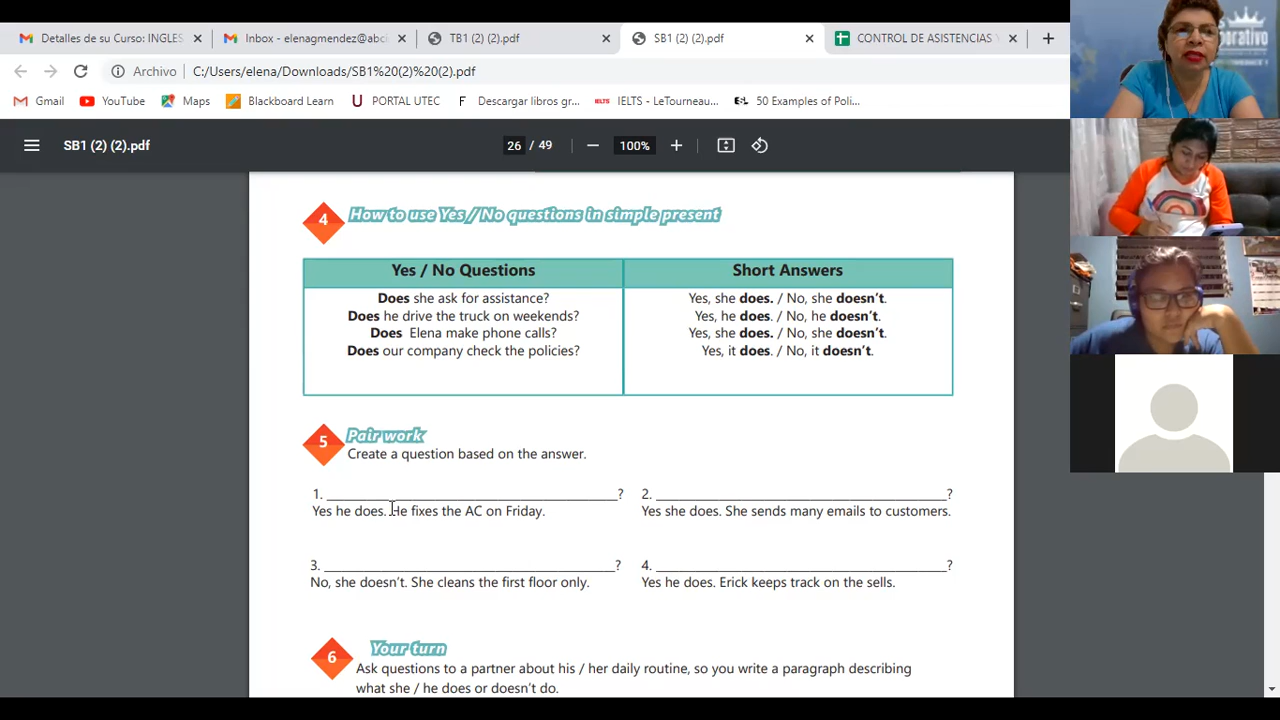 Detalles de su Curso: INGLES
Inbox - elenagmendez@abc
TB1 (2) (2).pdf
SB1 (2) (2).pdf
CONTROL DE ASISTENCIAS Y
Archivo
C:/Users/elena/Downloads/SB1%20(2)%20(2).pdf
Gmail
YouTube
Maps
Blackboard Learn
U PORTAL UTEC
F Descargar libros gr...
IELTS IELTS - LeTourneau...
ESL 50 Examples of Poli...
SB1 (2) (2).pdf
26 / 49
100%
4 How to use Yes / No questions in simple present
Yes / No Questions
Short Answers
Does she ask for assistance?
Yes, she does. / No, she doesn't.
Does he drive the truck on weekends?
Yes, he does. / No, he doesn't.
Does Elena make phone calls?
Yes, she does. / No, she doesn't.
Does our company check the policies?
Yes, it does. / No, it doesn't.
5 Pair work
Create a question based on the answer.
1. ______________________________________?
2. ______________________________________?
Yes he does. He fixes the AC on Friday.
Yes she does. She sends many emails to customers.
3. ______________________________________?
4. ______________________________________?
No, she doesn't. She cleans the first floor only.
Yes he does. Erick keeps track on the sells.
6 Your turn
Ask questions to a partner about his / her daily routine, so you write a paragraph describing
what she / he does or doesn't do.